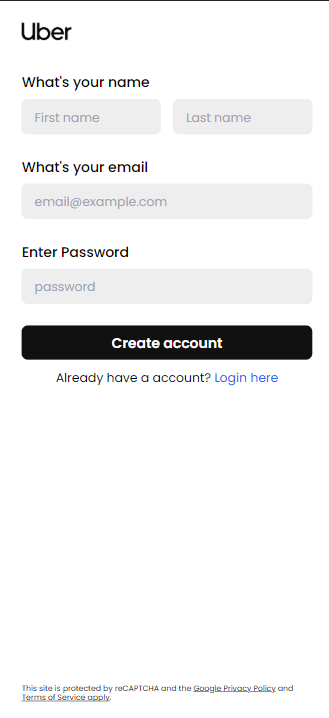 Uber
What's your name
First name Last name
What's your email
email@example.com
Enter Password
password
Create account
Already have a account? Login here
This site is protected by reCAPTCHA and the Google Privacy Policy and
Terms of Service apply.